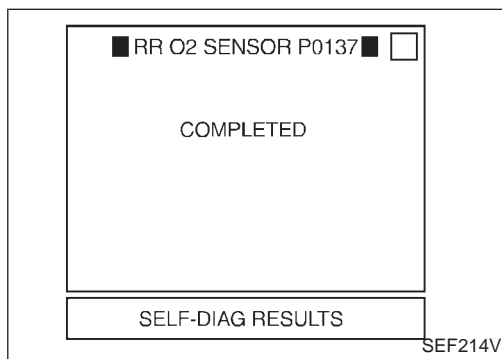 RR O2 SENSOR P0137
COMPLETED
SELF-DIAG RESULTS
SEF214V